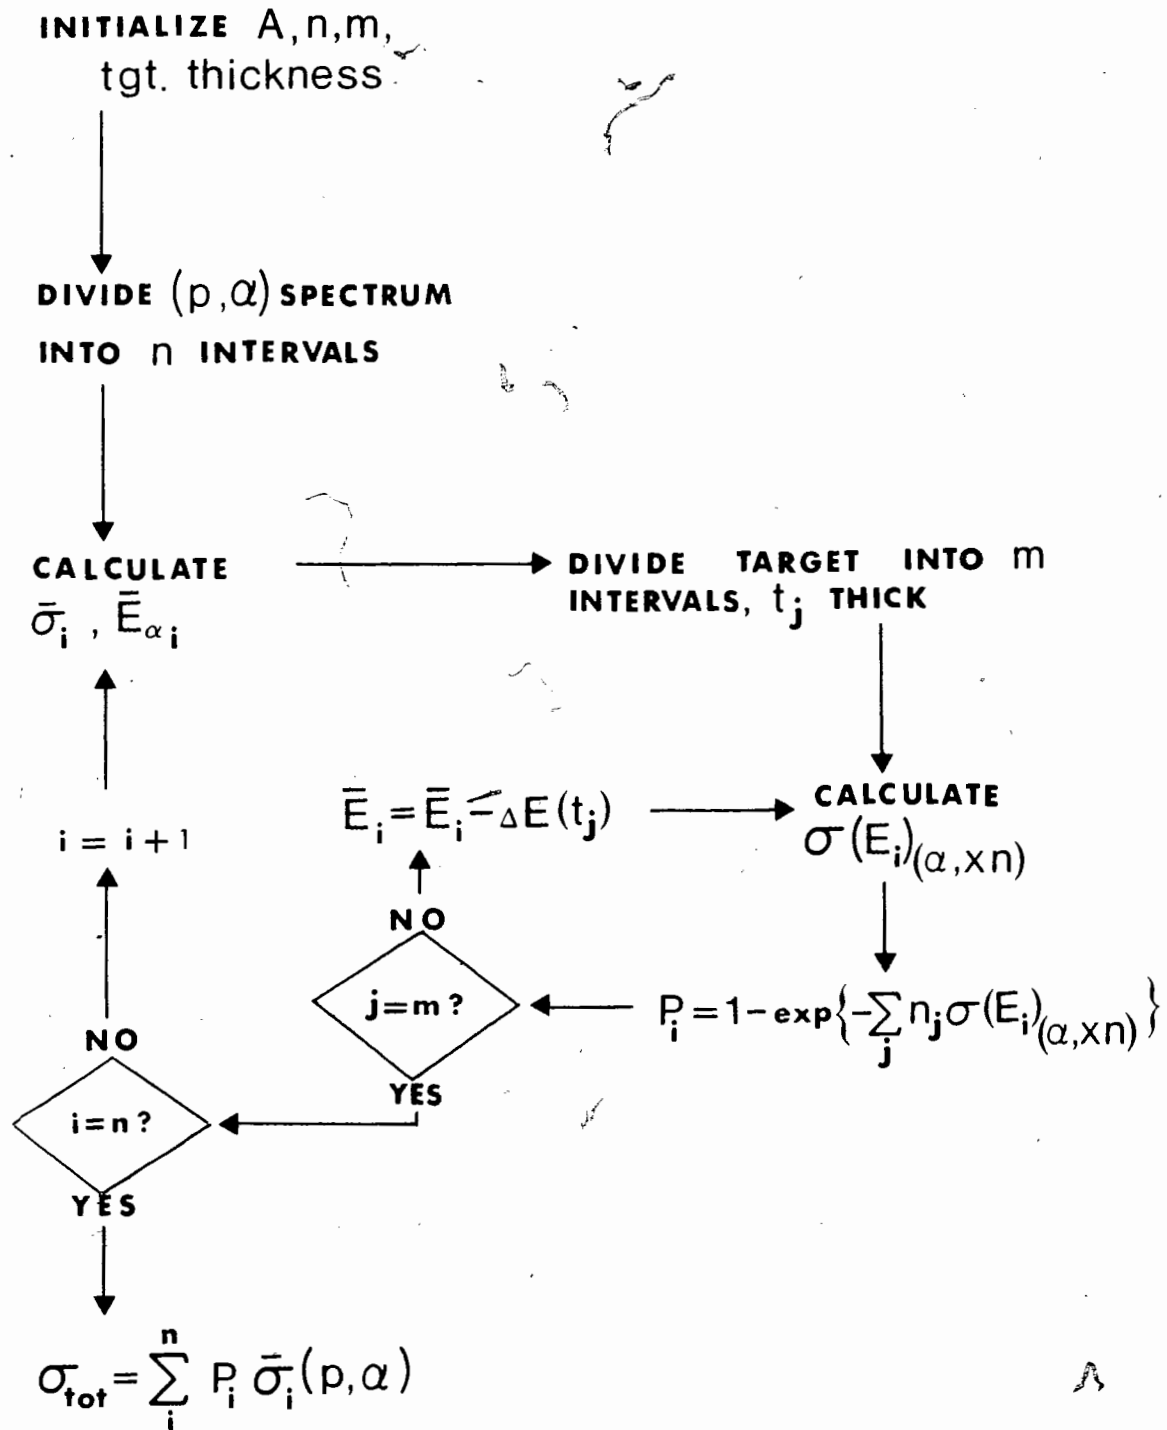 INITIALIZE A,n,m,
tgt. thickness
DIVIDE (p,α) SPECTRUM
INTO n INTERVALS
CALCULATE
σ̄ᵢ , Ēαᵢ
DIVIDE TARGET INTO m
INTERVALS, tⱼ THICK
CALCULATE
σ(Eᵢ)(α,xn)
Ēᵢ = Ēᵢ - ΔE(tⱼ)
i = i+1
NO
j=m?
YES
Pᵢ = 1-exp{-∑ⱼ nⱼσ(Eᵢ)(α,xn)}
NO
i=n?
YES
σtot = ∑ᵢⁿ Pᵢ σ̄ᵢ(p,α)